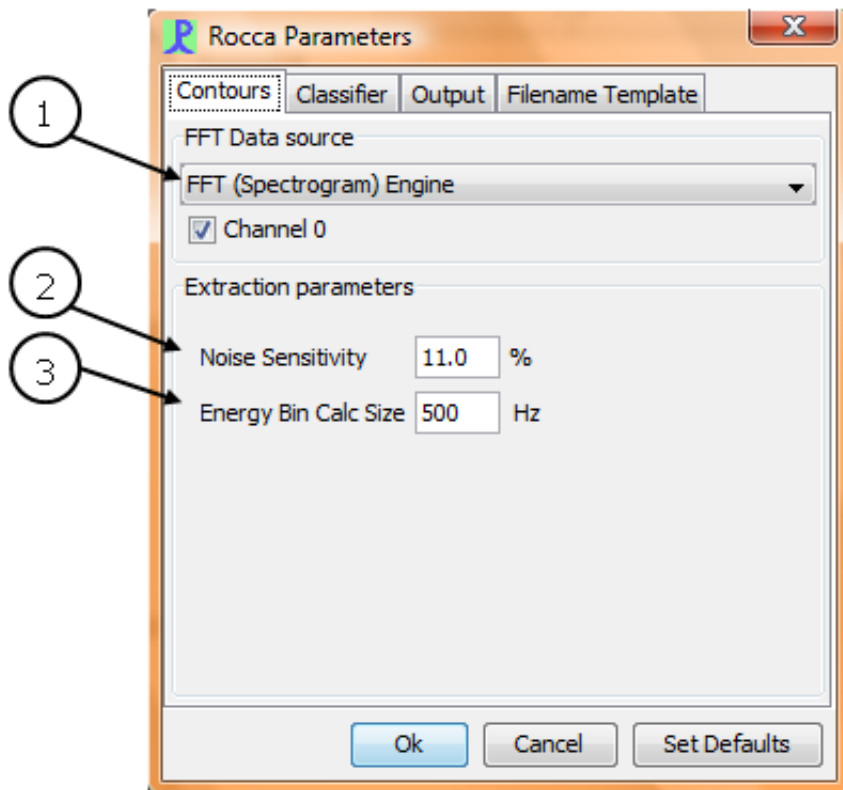 Rocca Parameters
Contours Classifier Output Filename Template
1
FFT Data source
FFT (Spectrogram) Engine
Channel 0
2
Extraction parameters
Noise Sensitivity 11.0 %
3
Energy Bin Calc Size 500 Hz
Ok Cancel Set Defaults